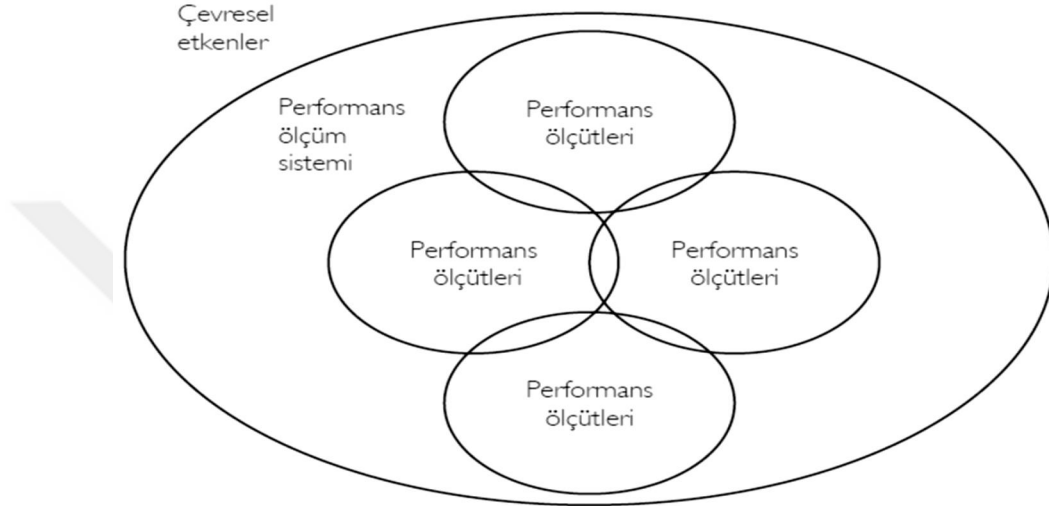 Çevresel
etkenler
Performans
ölçüm
sistemi
Performans
ölçütleri
Performans
ölçütleri
Performans
ölçütleri
Performans
ölçütleri